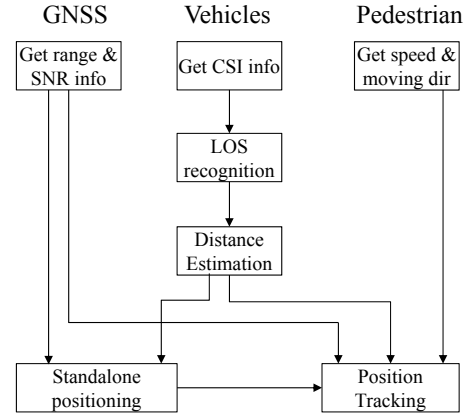 GNSS
Vehicles
Pedestrian
Get range &
SNR info
Get CSI info
Get speed &
moving dir
LOS
recognition
Distance
Estimation
Standalone
positioning
Position
Tracking